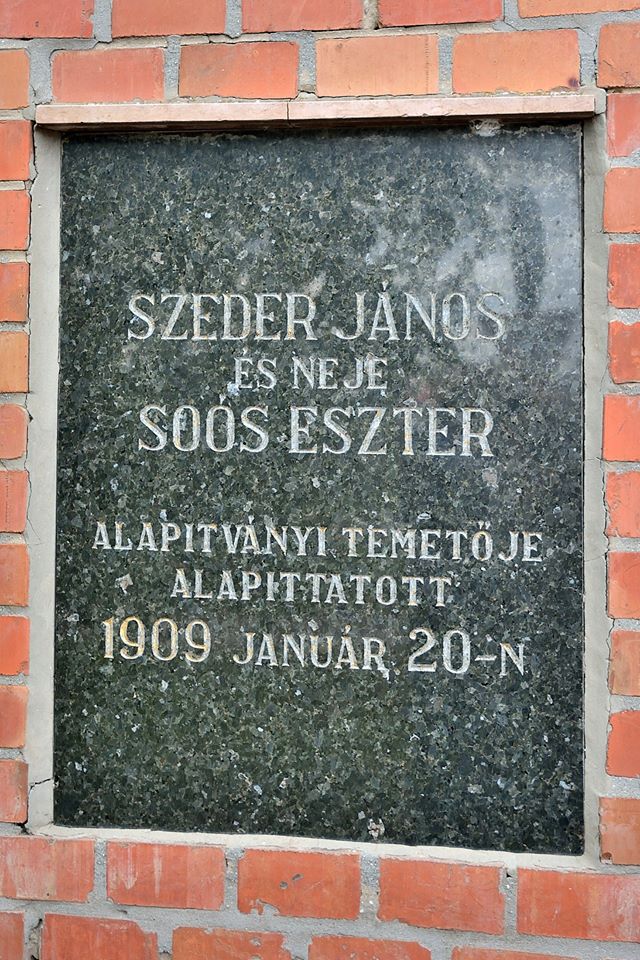 SZEDER JÁNOS
ÉS NEJE
SOÓS ESZTER
ALAPITVÁNYI TEMETŐJE
ALAPITTATOTT
1909 JANUÁR 20-N